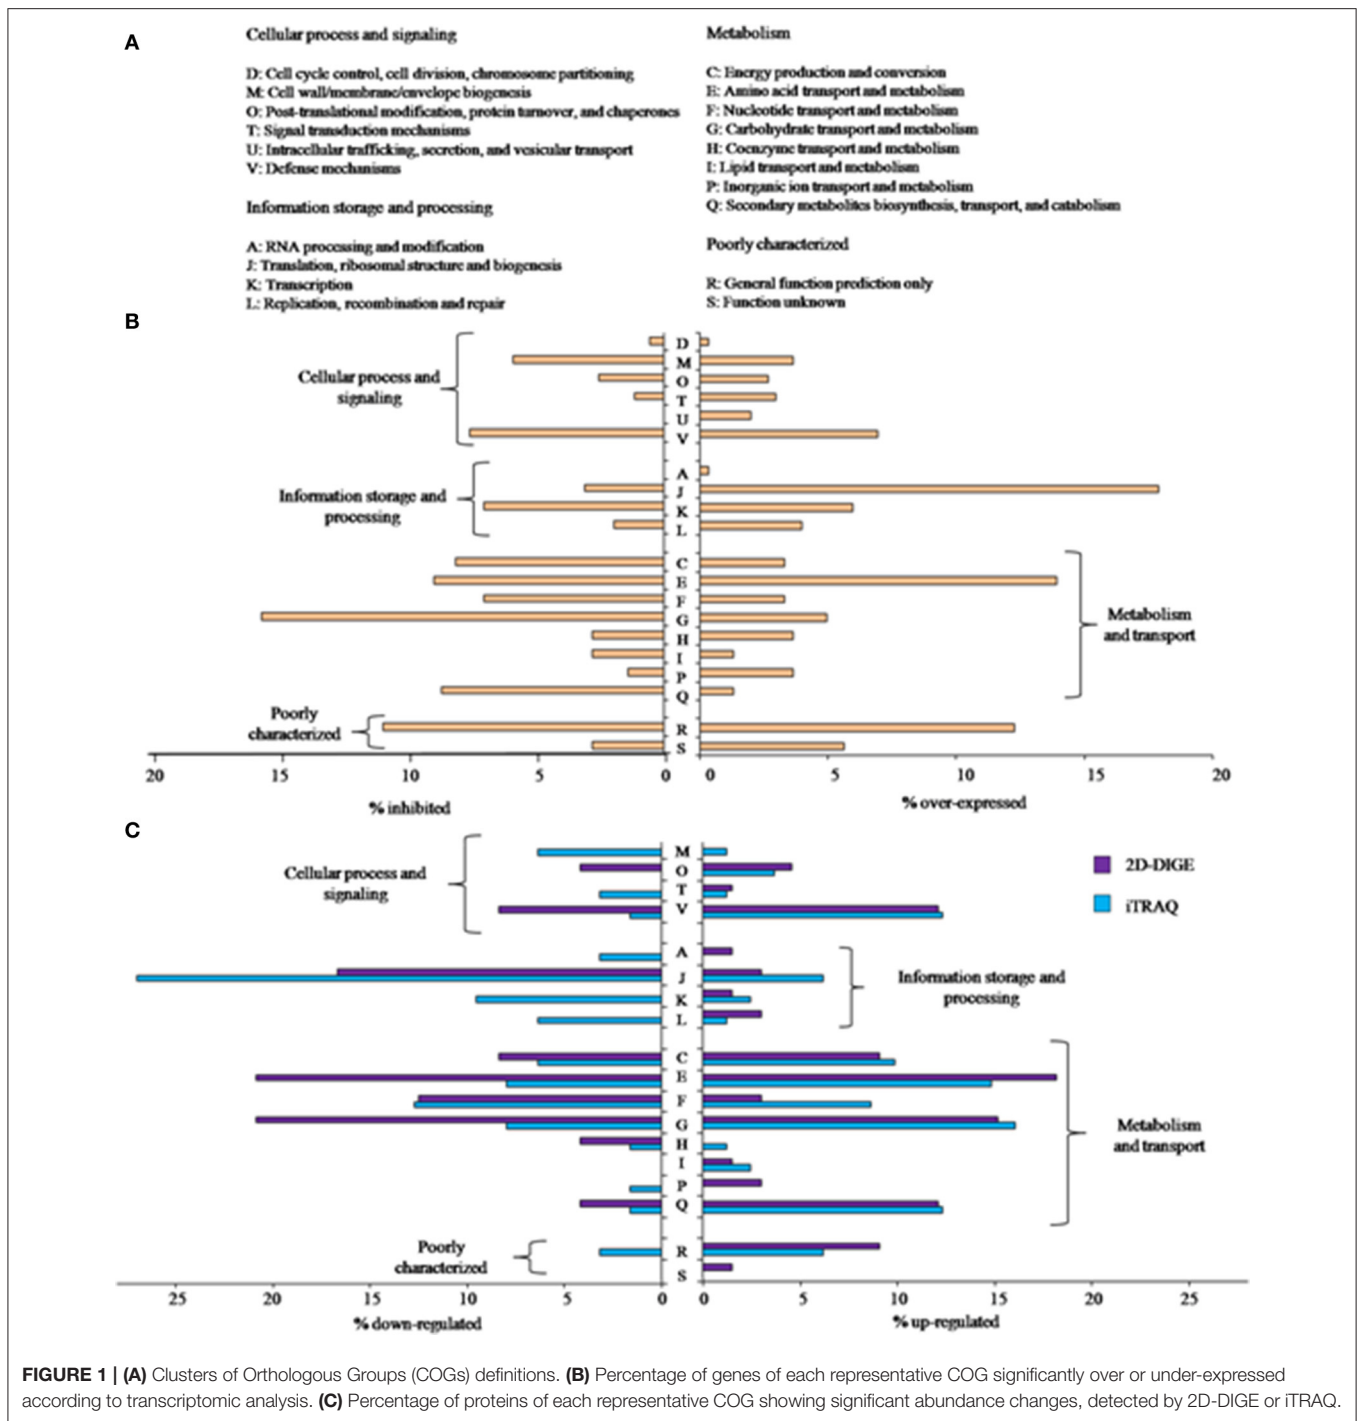 A
Cellular process and signaling
D: Cell cycle control, cell division, chromosome partitioning
M: Cell wall/membrane/envelope biogenesis
O: Post-translational modification, protein turnover, and chaperones
T: Signal transduction mechanisms
U: Intracellular trafficking, secretion, and vesicular transport
V: Defense mechanisms
Information storage and processing
A: RNA processing and modification
J: Translation, ribosomal structure and biogenesis
K: Transcription
L: Replication, recombination and repair
Metabolism
C: Energy production and conversion
E: Amino acid transport and metabolism
F: Nucleotide transport and metabolism
G: Carbohydrate transport and metabolism
H: Coenzyme transport and metabolism
I: Lipid transport and metabolism
P: Inorganic ion transport and metabolism
Q: Secondary metabolites biosynthesis, transport, and catabolism
Poorly characterized
R: General function prediction only
S: Function unknown
B
Cellular process and
signaling
Information storage and
processing
Metabolism
and transport
Poorly
characterized
D
M
O
T
U
V
A
J
K
L
C
E
F
G
H
I
P
Q
R
S
20 15 10 5 0 0 5 10 15 20
% inhibited
% over-expressed
C
Cellular process and
signaling
2D-DIGE
iTRAQ
Information storage and
processing
Metabolism
and transport
Poorly
characterized
M
O
T
V
A
J
K
L
C
E
F
G
H
I
P
Q
R
S
25 20 15 10 5 0 0 5 10 15 20 25
% down-regulated
% up-regulated
FIGURE 1 | (A) Clusters of Orthologous Groups (COGs) definitions. (B) Percentage of genes of each representative COG significantly over or under-expressed
according to transcriptomic analysis. (C) Percentage of proteins of each representative COG showing significant abundance changes, detected by 2D-DIGE or iTRAQ.